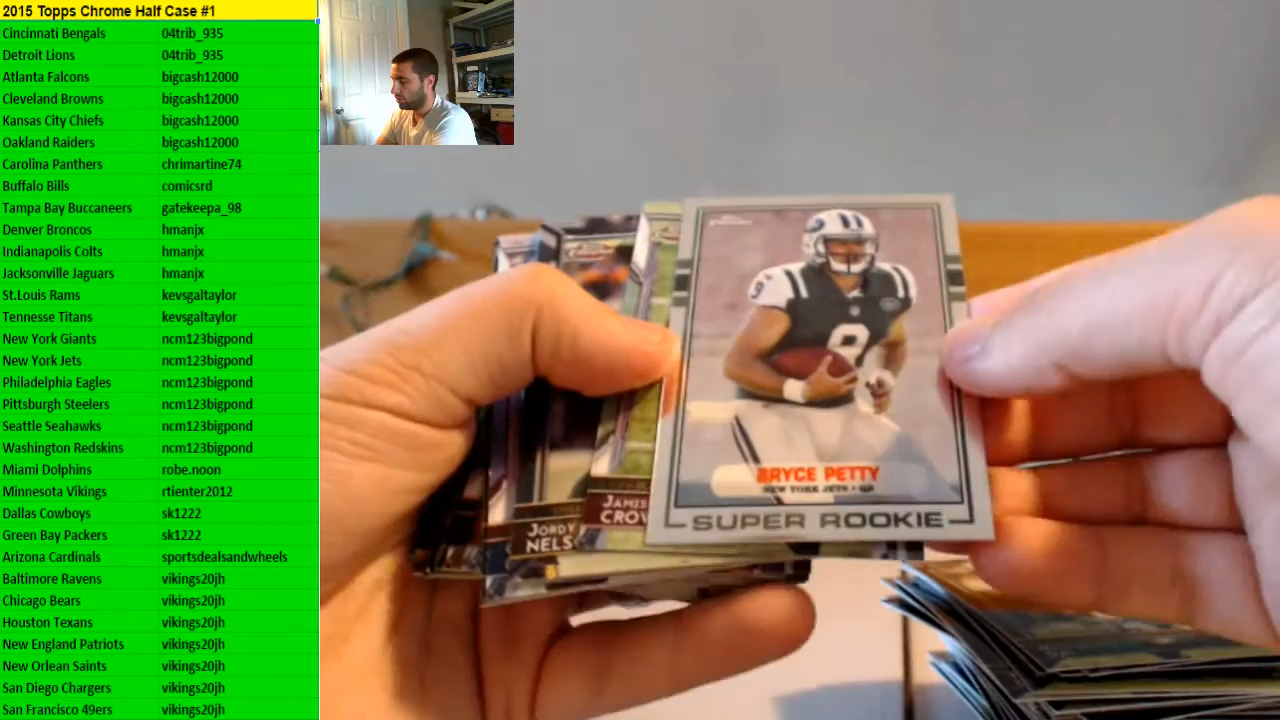 2015 Topps Chrome Half Case #1
Cincinnati Bengals 04trib_935
Detroit Lions 04trib_935
Atlanta Falcons bigcash12000
Cleveland Browns bigcash12000
Kansas City Chiefs bigcash12000
Oakland Raiders bigcash12000
Carolina Panthers chrimartine74
Buffalo Bills comicsrd
Tampa Bay Buccaneers gatekeepa_98
Denver Broncos hmanjx
Indianapolis Colts hmanjx
Jacksonville Jaguars hmanjx
St.Louis Rams kevsgaltaylor
Tennesse Titans kevsgaltaylor
New York Giants ncm123bigpond
New York Jets ncm123bigpond
Philadelphia Eagles ncm123bigpond
Pittsburgh Steelers ncm123bigpond
Seattle Seahawks ncm123bigpond
Washington Redskins ncm123bigpond
Miami Dolphins robe.noon
Minnesota Vikings rtienter2012
Dallas Cowboys sk1222
Green Bay Packers sk1222
Arizona Cardinals sportsdealsandwheels
Baltimore Ravens vikings20jh
Chicago Bears vikings20jh
Houston Texans vikings20jh
New England Patriots vikings20jh
New Orlean Saints vikings20jh
San Diego Chargers vikings20jh
San Francisco 49ers vikings20jh
9
BRYCE PETTY
NEW YORK JETS • QB
SUPER ROOKIE
JORDY
NELS
JAMIS
CROW